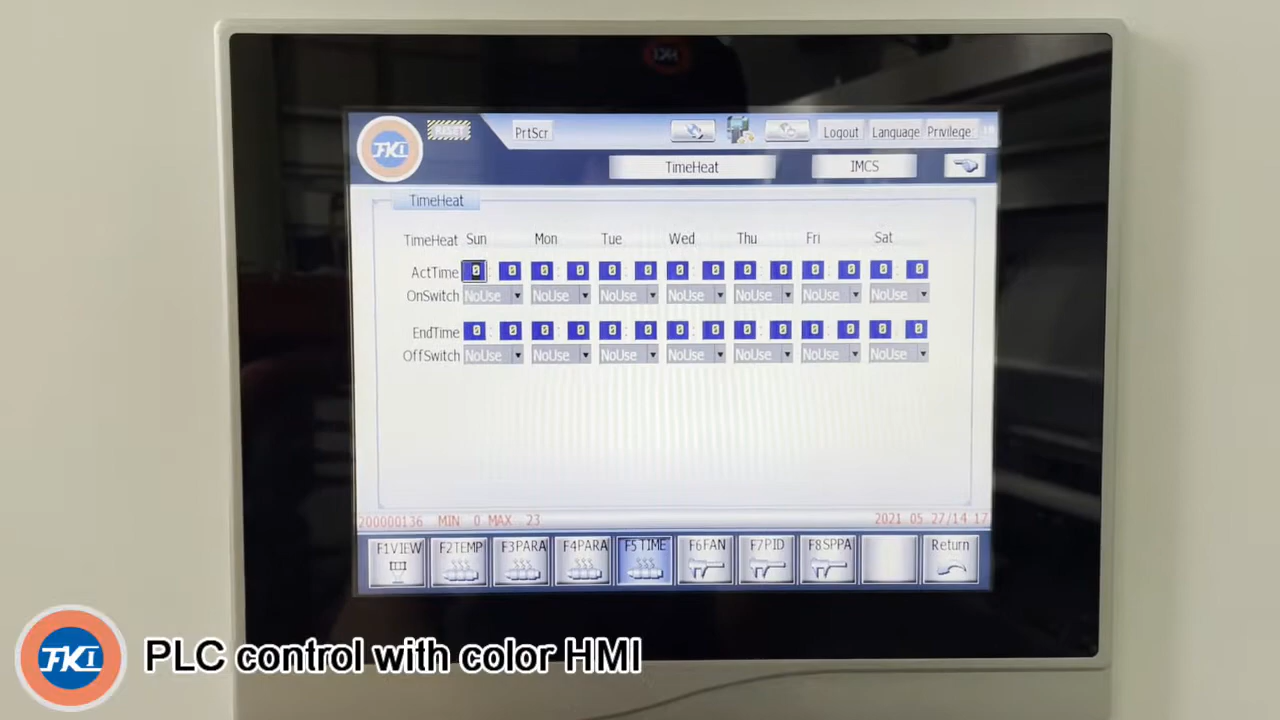 FKI
RESET PrtScr Logout Language Privilege
TimeHeat IMCS
TimeHeat
TimeHeat Sun Mon Tue Wed Thu Fri Sat
ActTime 0 : 0 0 : 0 0 : 0 0 : 0 0 : 0 0 : 0 0 : 0
OnSwitch NoUse NoUse NoUse NoUse NoUse NoUse NoUse
EndTime 0 : 0 0 : 0 0 : 0 0 : 0 0 : 0 0 : 0 0 : 0
OffSwitch NoUse NoUse NoUse NoUse NoUse NoUse NoUse
200000136 MIN 0 MAX 23 2021 05.27/14 17
F1VIEW F2TEMP F3PARA F4PARA F5TIME F6FAN F7PID F8SPPA Return
FKI PLC control with color HMI